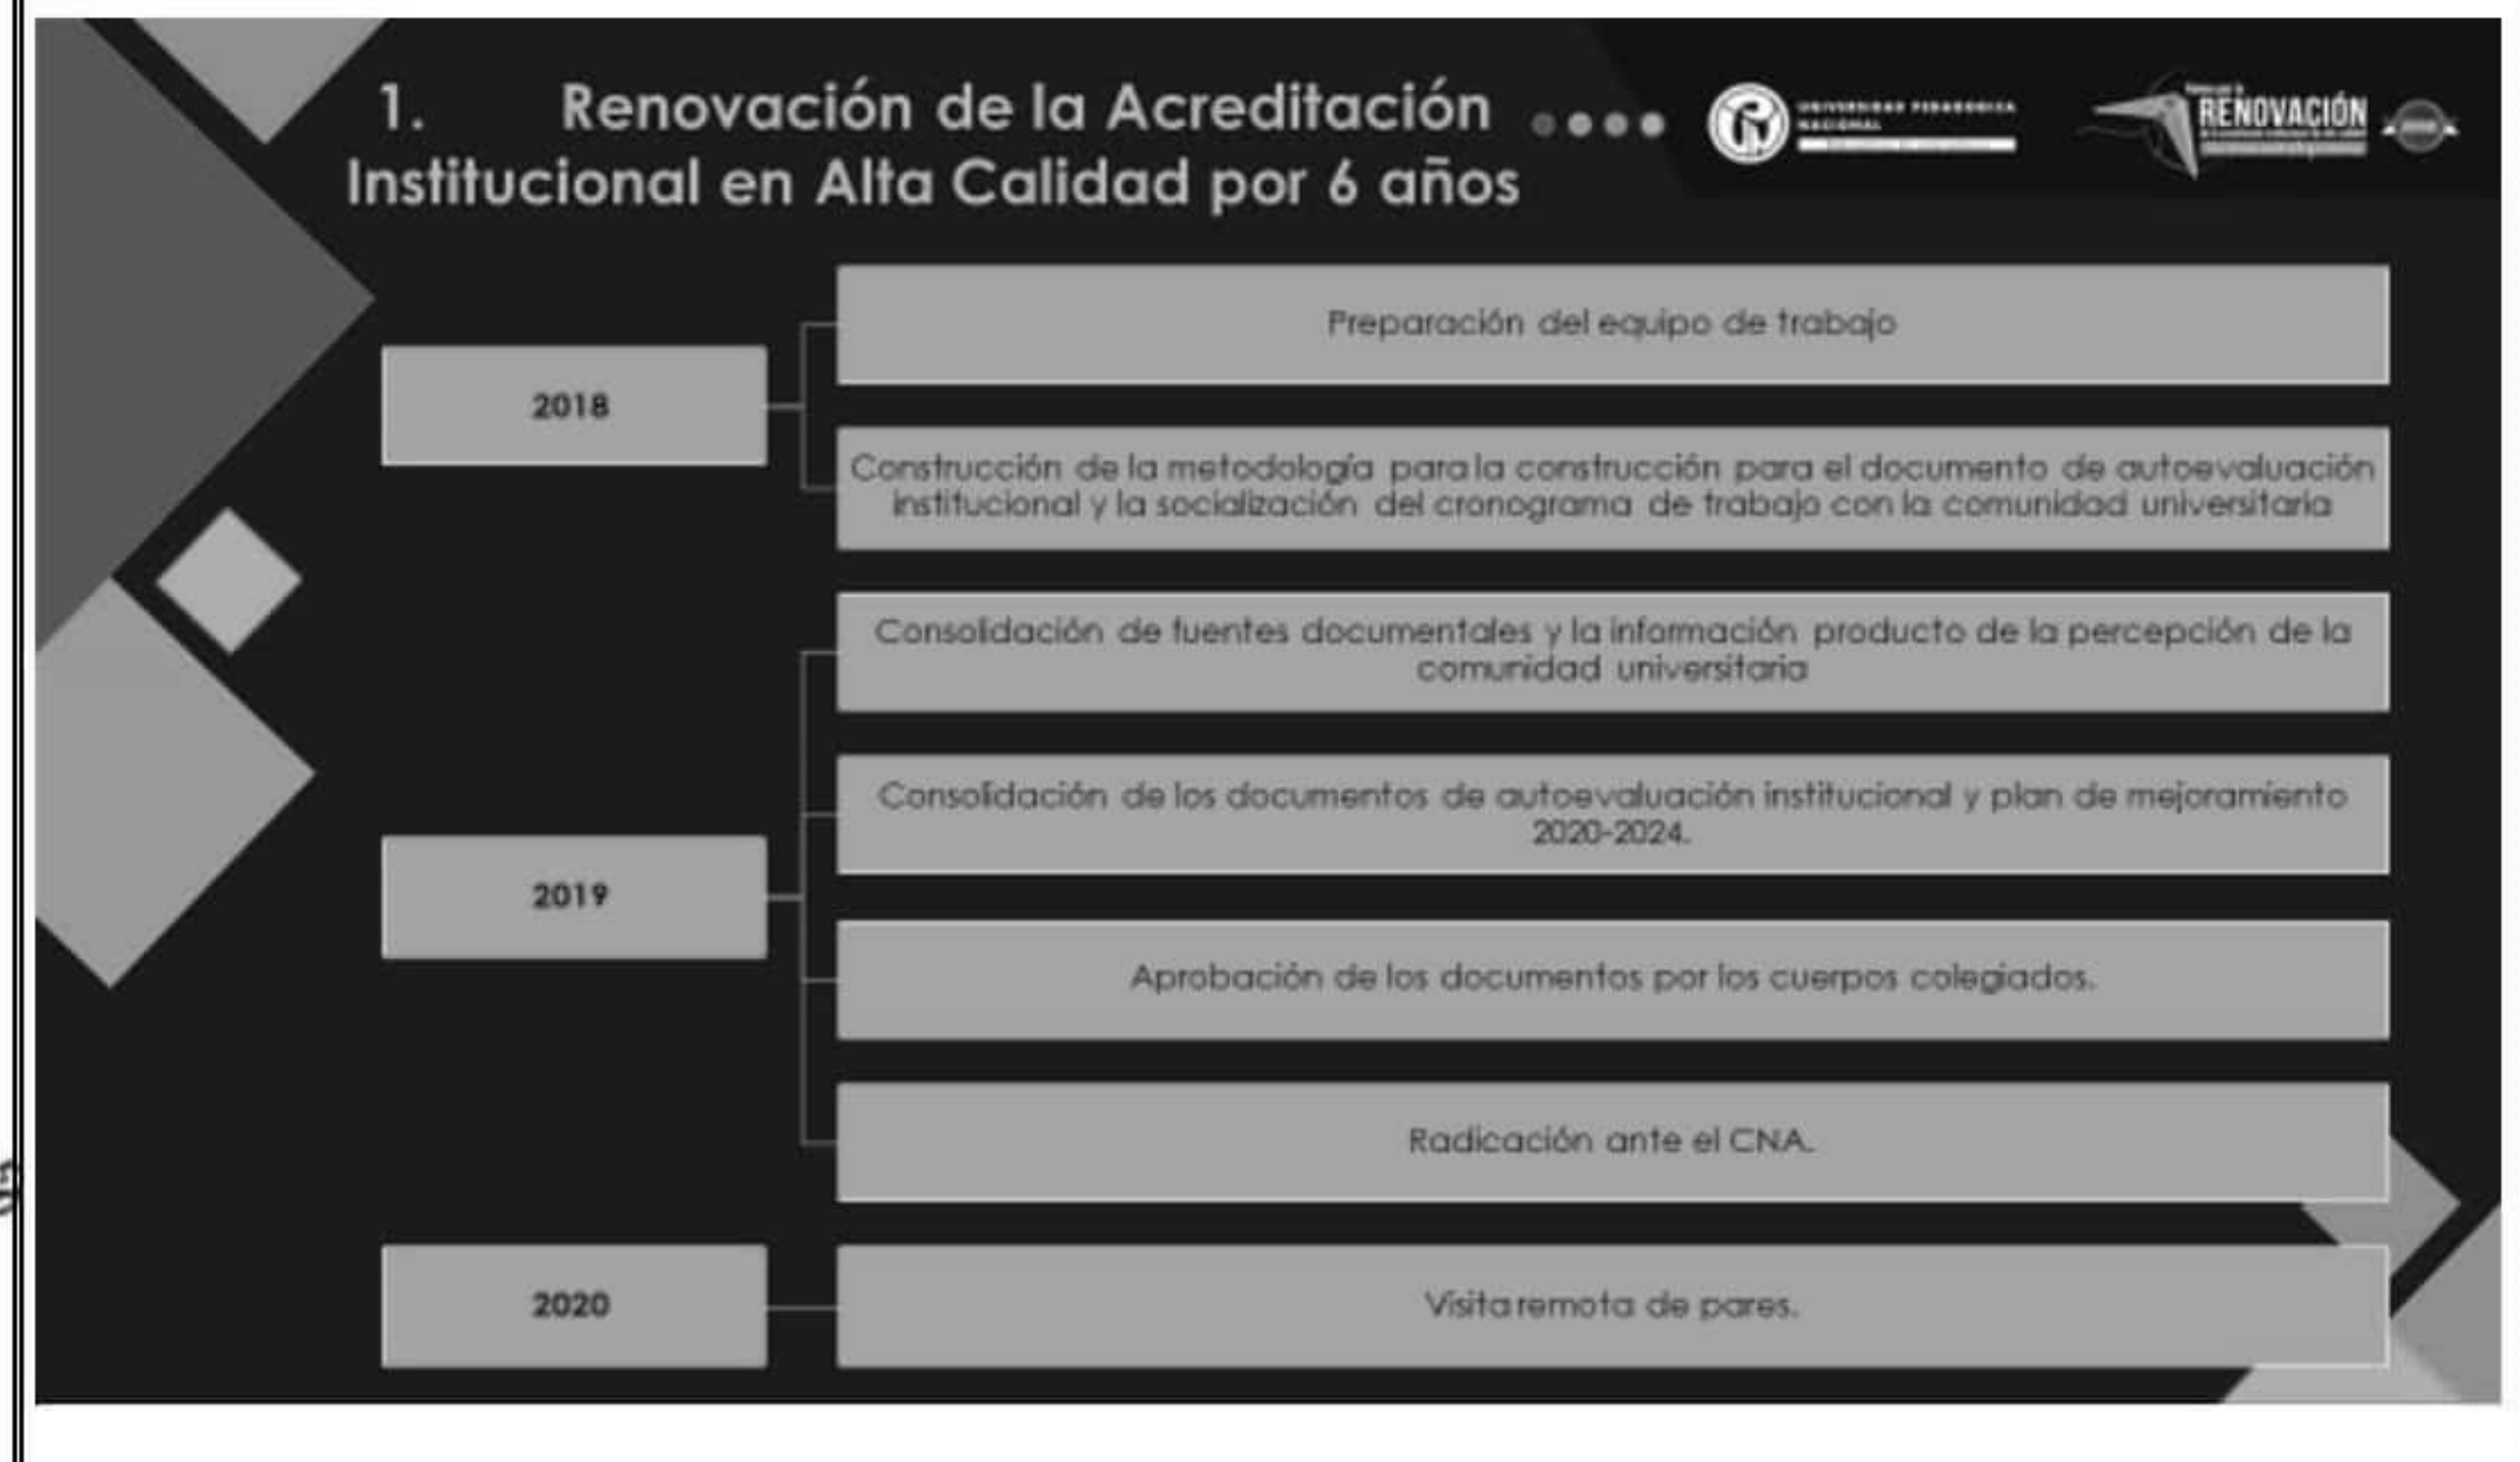 1. Renovación de la Acreditación
Institucional en Alta Calidad por 6 años
UNIVERSIDAD PEDAGOGICA
NACIONAL
RENOVACIÓN
2018
Preparación del equipo de trabajo
Construcción de la metodología para la construcción para el documento de autoevaluación
institucional y la socialización del cronograma de trabajo con la comunidad universitaria
2019
Consolidación de fuentes documentales y la información producto de la percepción de la
comunidad universitaria
Consolidación de los documentos de autoevaluación institucional y plan de mejoramiento
2020-2024.
Aprobación de los documentos por los cuerpos colegiados.
Radicación ante el CNA.
2020
Visita remota de pares.